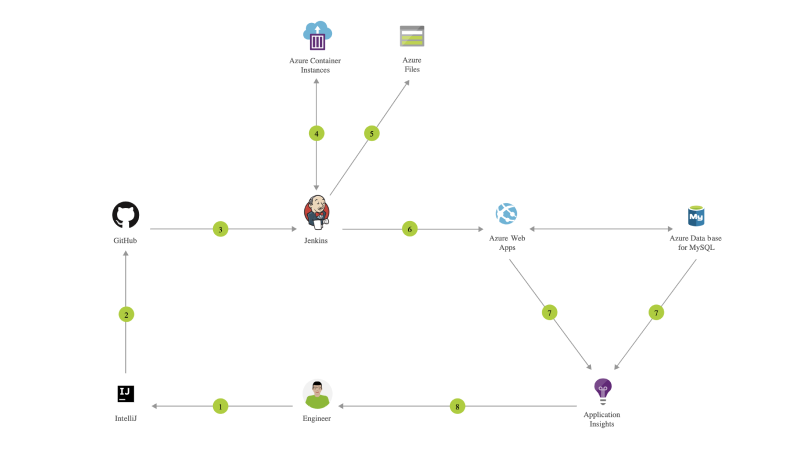 Azure Container
Instances
Azure
Files
4
5
GitHub
3
Jenkins
6
Azure Web
Apps
My
Azure Data base
for MySQL
2
7
7
IJ
IntelliJ
1
Engineer
8
Application
Insights